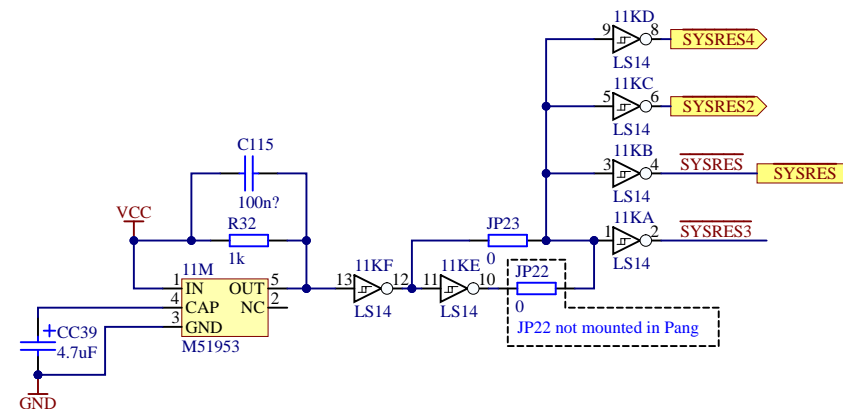 11KD
9 8 SYSRES4
LS14
11KC
5 6 SYSRES2
LS14
C115
11KB
3 4 SYSRES SYSRES
100n?
LS14
VCC
R32
JP23
11KA
1 2 SYSRES3
1k
0
LS14
11M
11KF
11KE
JP22
1 IN OUT 5
13 12
11 10
4 CAP NC 2
0
3 GND
LS14
LS14
CC39
+
4.7uF
M51953
JP22 not mounted in Pang
GND